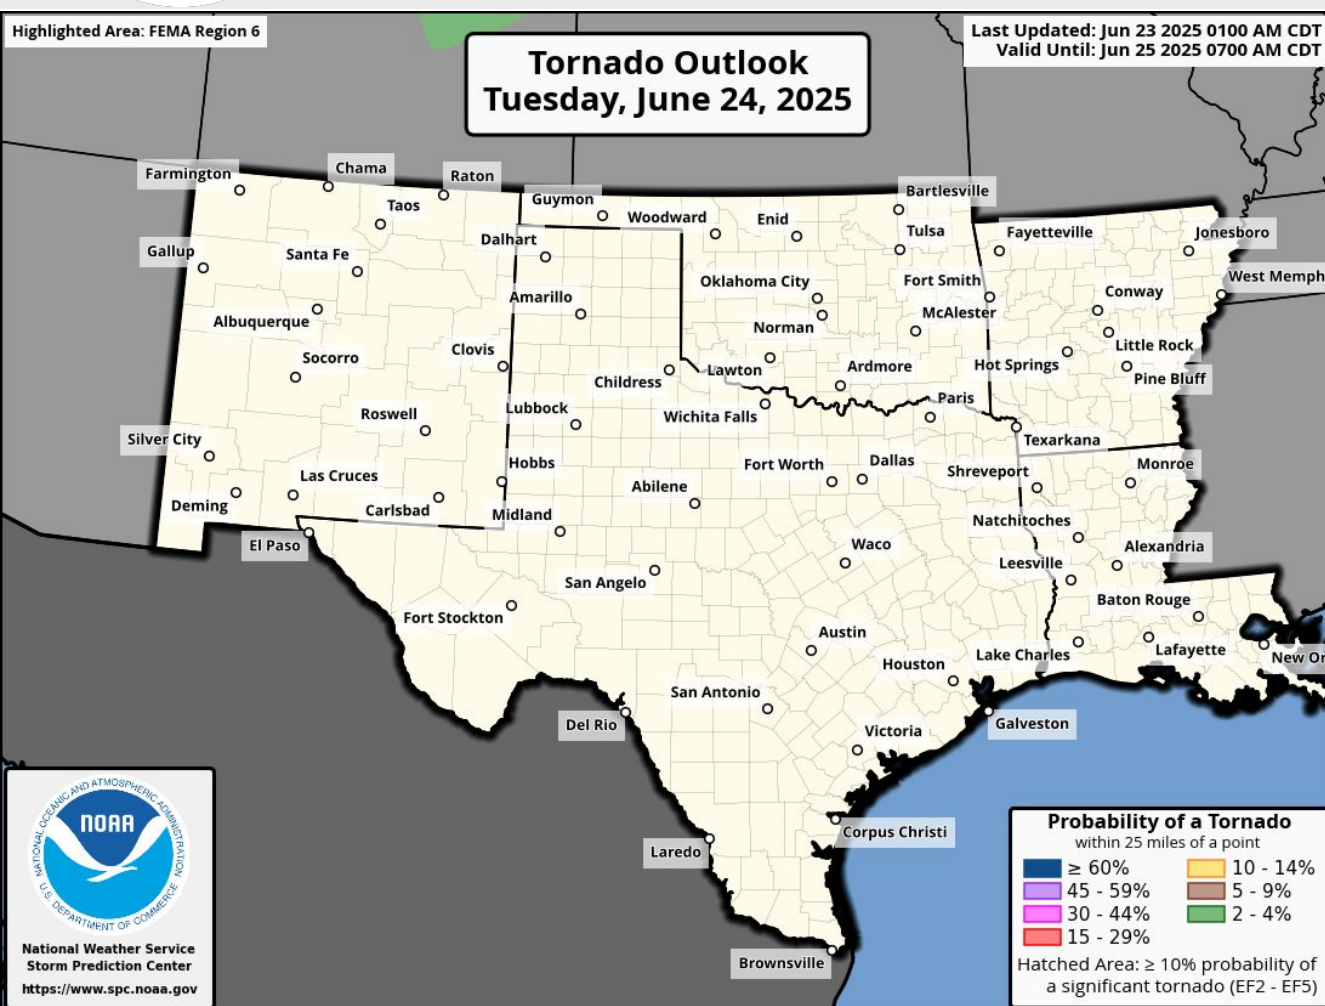 Highlighted Area: FEMA Region 6
Last Updated: Jun 23 2025 0100 AM CDT
Valid Until: Jun 25 2025 0700 AM CDT
Tornado Outlook
Tuesday, June 24, 2025
Farmington
Chama
Raton
Taos
Guymon
Woodward
Enid
Bartlesville
Tulsa
Fayetteville
Jonesboro
Gallup
Santa Fe
Dalhart
Oklahoma City
Fort Smith
West Memph
Amarillo
Conway
Albuquerque
Norman
McAlester
Little Rock
Socorro
Clovis
Childress
Lawton
Ardmore
Hot Springs
Pine Bluff
Roswell
Lubbock
Wichita Falls
Paris
Silver City
Texarkana
Las Cruces
Hobbs
Fort Worth
Dallas
Shreveport
Monroe
Deming
Carlsbad
Midland
Abilene
Natchitoches
El Paso
Waco
Alexandria
San Angelo
Leesville
Fort Stockton
Baton Rouge
Austin
Lake Charles
Lafayette
New Or
Houston
San Antonio
Del Rio
Victoria
Galveston
Laredo
Corpus Christi
Brownsville
NATIONAL OCEANIC AND ATMOSPHERIC ADMINISTRATION
NOAA
U.S. DEPARTMENT OF COMMERCE
National Weather Service
Storm Prediction Center
https://www.spc.noaa.gov
Probability of a Tornado
within 25 miles of a point
≥ 60%
45 - 59%
30 - 44%
15 - 29%
10 - 14%
5 - 9%
2 - 4%
Hatched Area: ≥ 10% probability of
a significant tornado (EF2 - EF5)